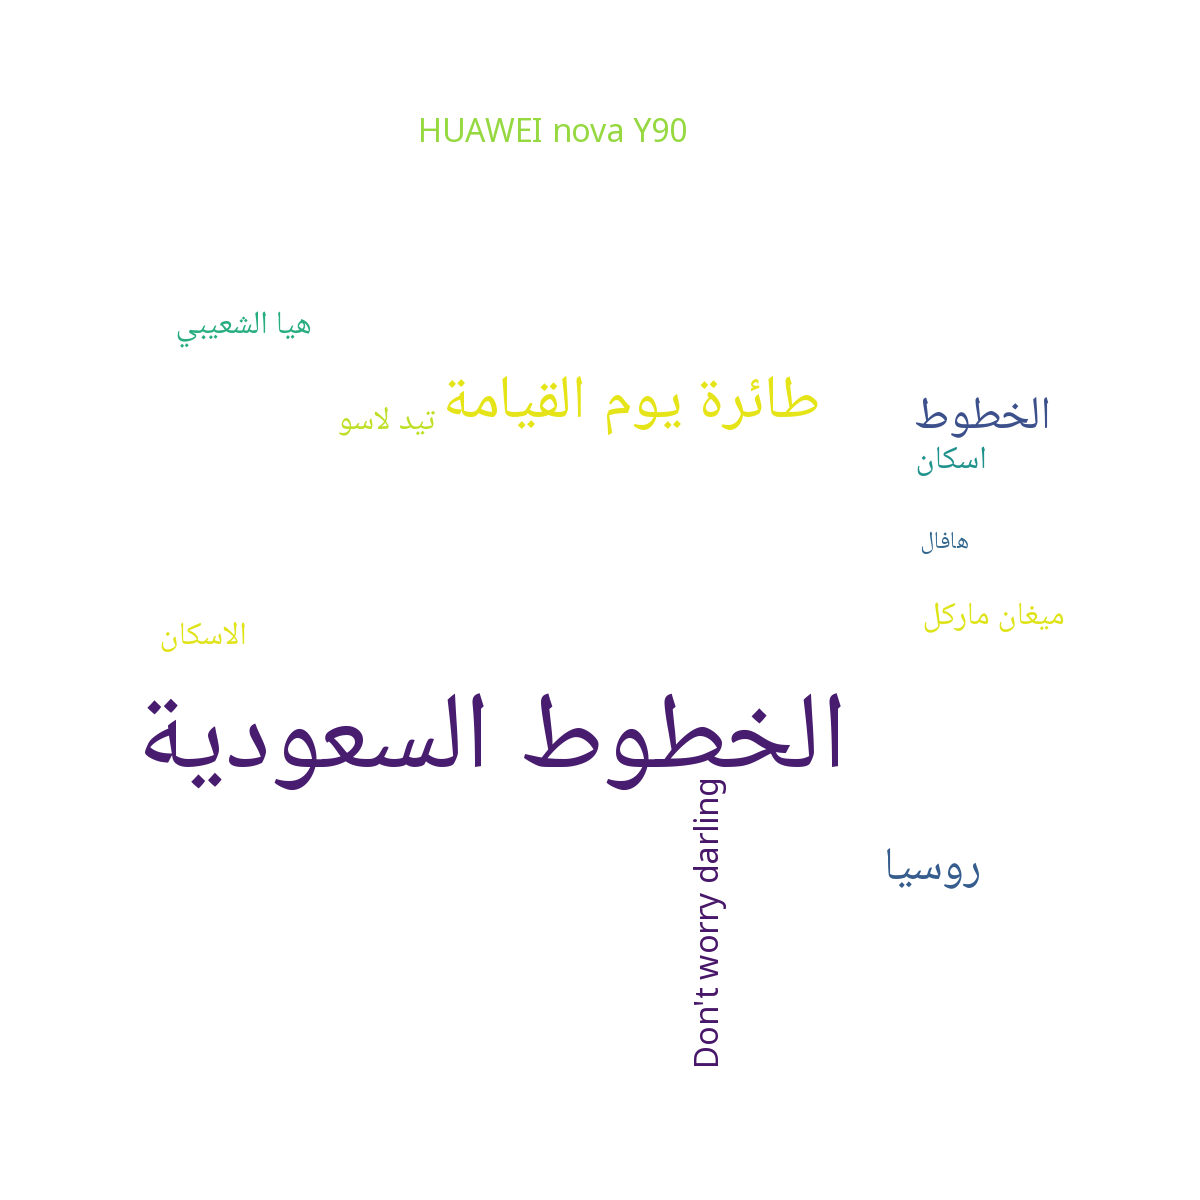 HUAWEI nova Y90
هيا الشعيبي
طائرة يوم القيامة
تيد لاسو
الخطوط
اسكان
هافال
ميغان ماركل
الاسكان
الخطوط السعودية
Don't worry darling
روسيا